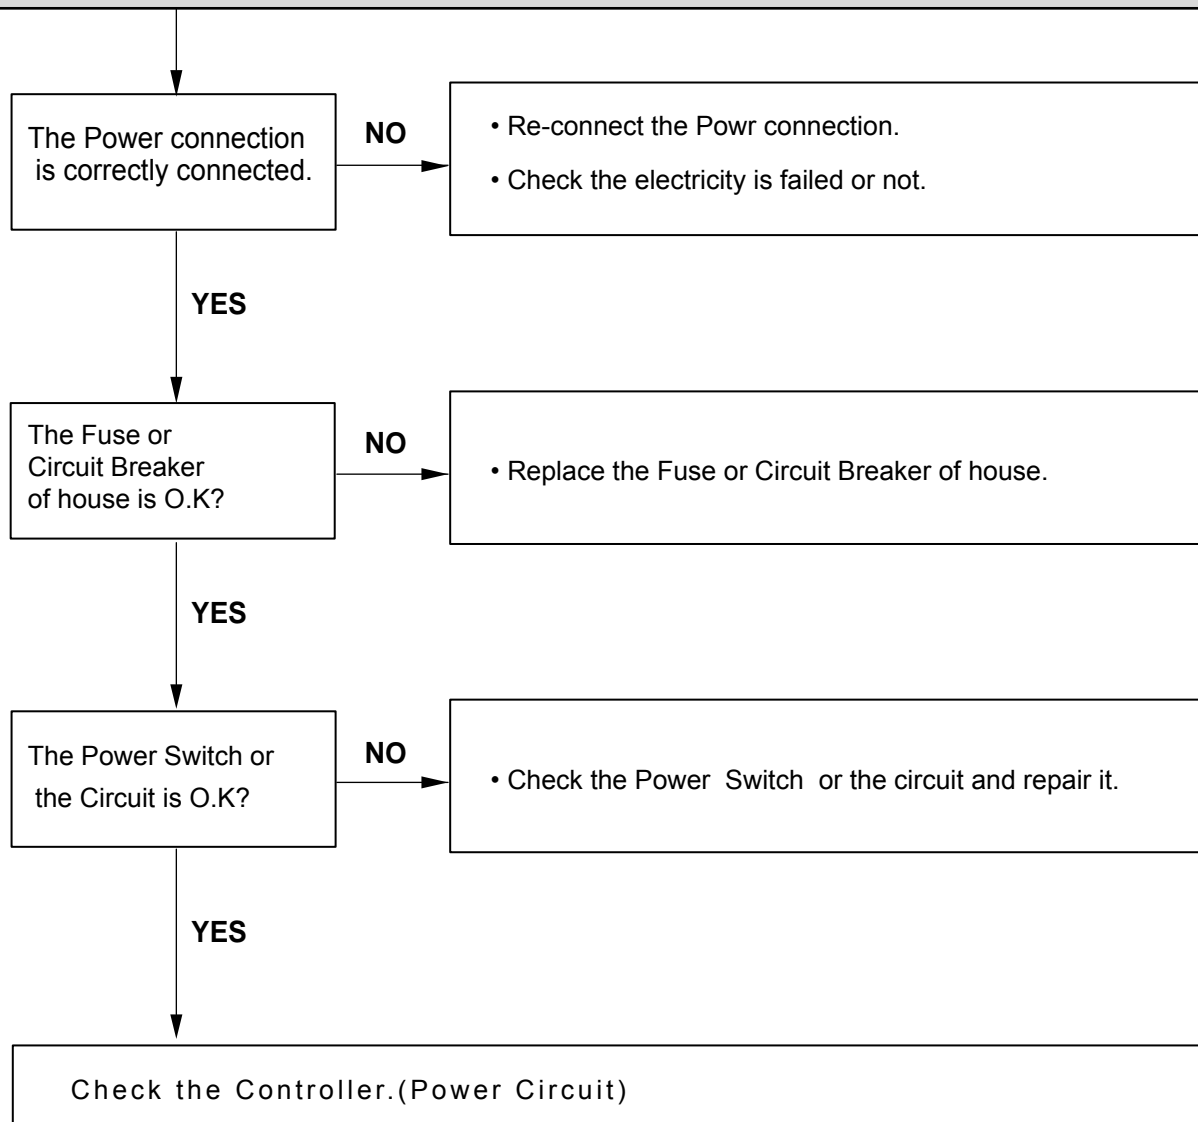 The Power connection
is correctly connected.
NO
• Re-connect the Powr connection.
• Check the electricity is failed or not.
YES
The Fuse or
Circuit Breaker
of house is O.K?
NO
• Replace the Fuse or Circuit Breaker of house.
YES
The Power Switch or
the Circuit is O.K?
NO
• Check the Power Switch or the circuit and repair it.
YES
Check the Controller.(Power Circuit)